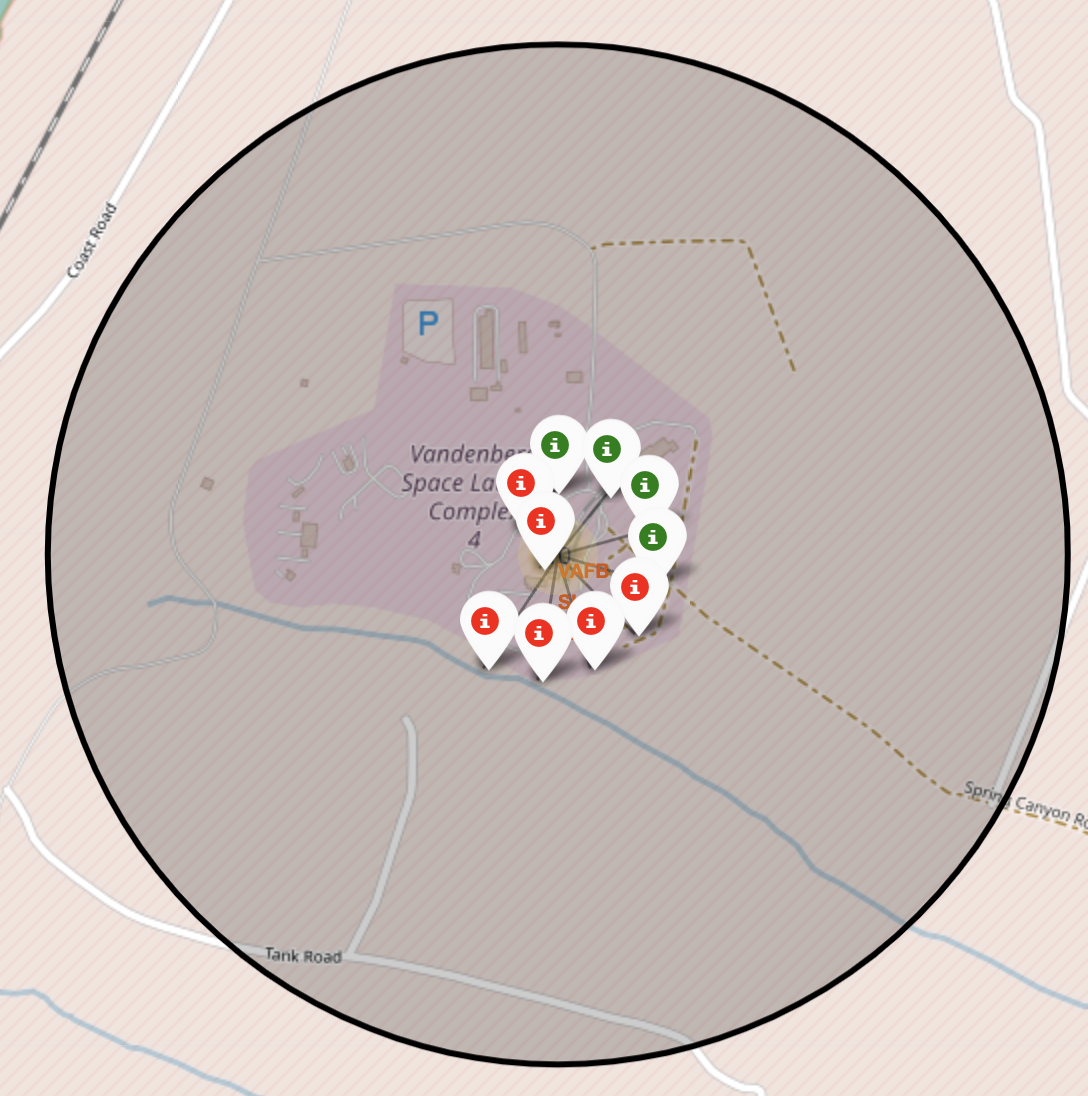 Coast Road
P
Vandenber
Space La
Comple
4
VAFB
S
Spring Canyon Ro
Tank Road